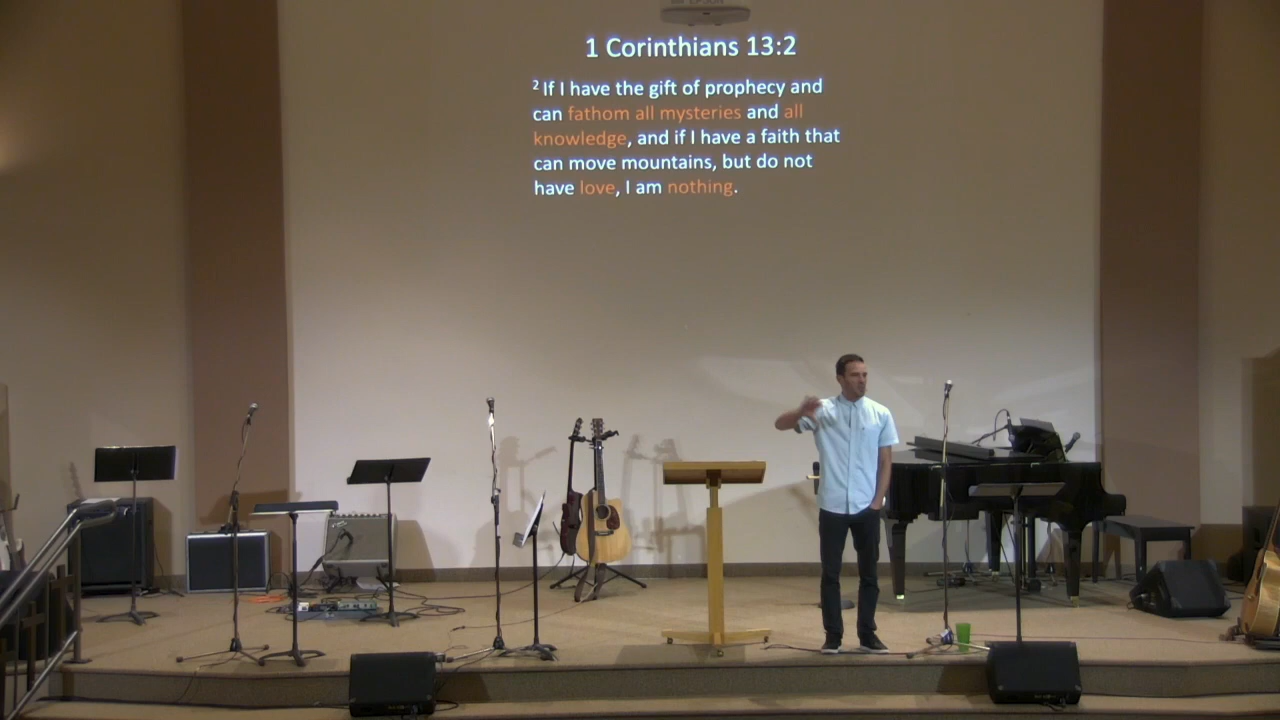 1 Corinthians 13:2
² If I have the gift of prophecy and
can fathom all mysteries and all
knowledge, and if I have a faith that
can move mountains, but do not
have love, I am nothing.